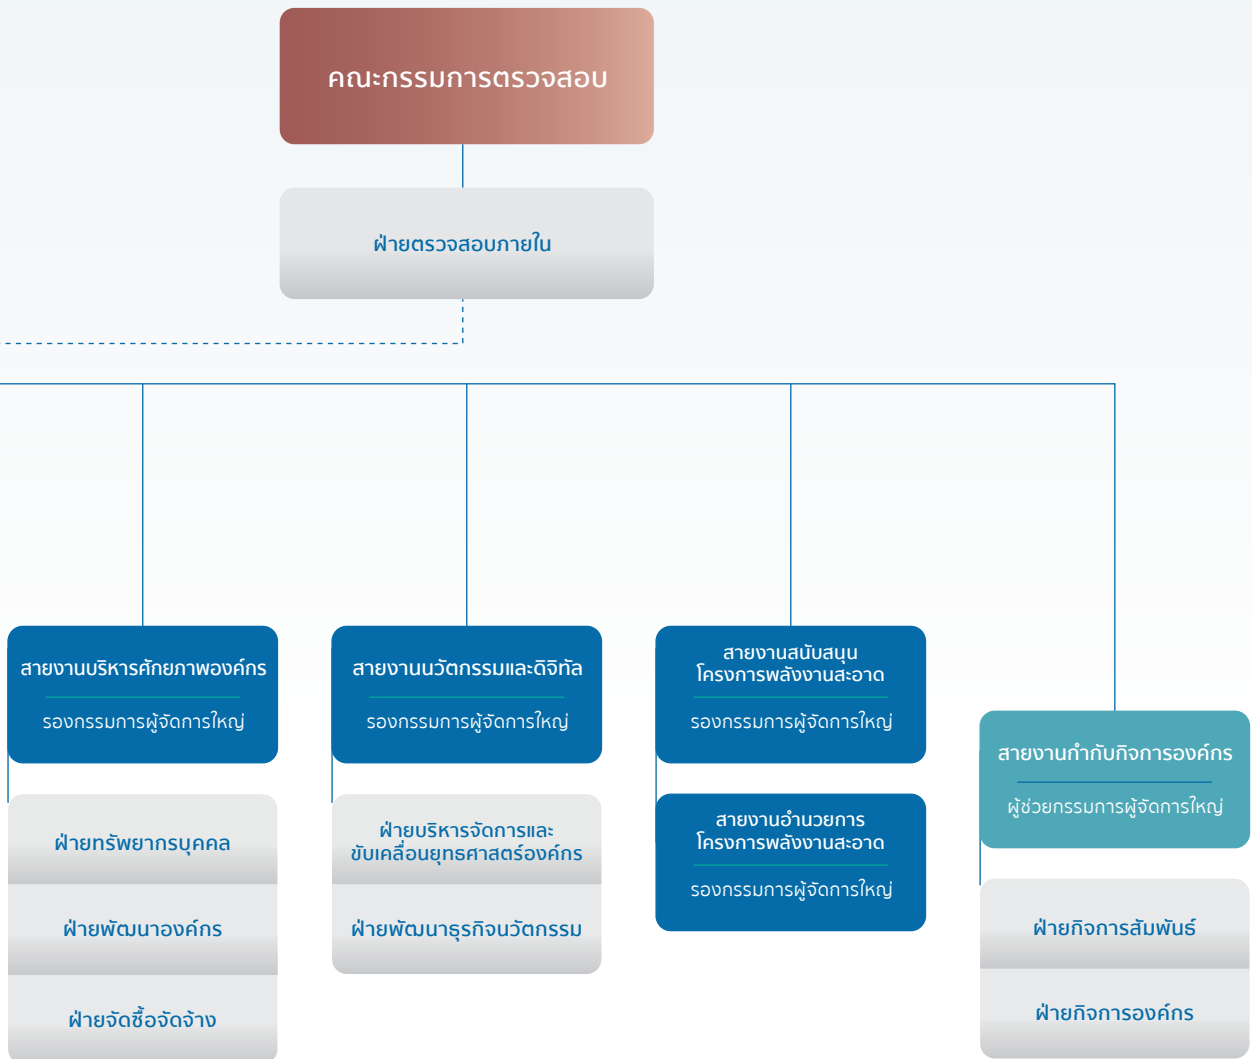 คณะกรรมการตรวจสอบ
ฝ่ายตรวจสอบภายใน
สายงานบริหารศักยภาพองค์กร
รองกรรมการผู้จัดการใหญ่
ฝ่ายทรัพยากรบุคคล
ฝ่ายพัฒนาองค์กร
ฝ่ายจัดซื้อจัดจ้าง
สายงานนวัตกรรมและดิจิทัล
รองกรรมการผู้จัดการใหญ่
ฝ่ายบริหารจัดการและ
ขับเคลื่อนยุทธศาสตร์องค์กร
ฝ่ายพัฒนาธุรกิจนวัตกรรม
สายงานสนับสนุน
โครงการพลังงานสะอาด
รองกรรมการผู้จัดการใหญ่
สายงานอำนวยการ
โครงการพลังงานสะอาด
รองกรรมการผู้จัดการใหญ่
สายงานกำกับกิจการองค์กร
ผู้ช่วยกรรมการผู้จัดการใหญ่
ฝ่ายกิจการสัมพันธ์
ฝ่ายกิจการองค์กร